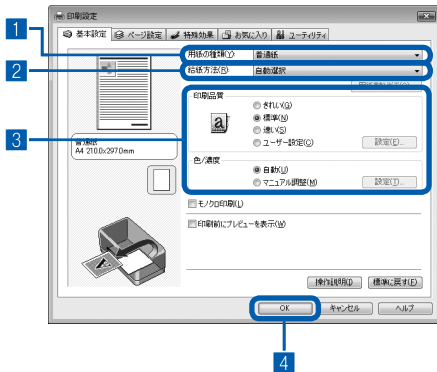 印刷設定
基本設定 ページ設定 特殊効果 お気に入り ユーティリティ
1
用紙の種類(Y): 普通紙
2
給紙方法(R): 自動選択
印刷品質
きれい(G)
標準(N)
3
速い(S)
ユーザー設定(C) 設定(E)...
普通紙
A4 210.0x297.0mm
色/濃度
自動(U)
マニュアル調整(M) 設定(T)...
モノクロ印刷(L)
印刷前にプレビューを表示(W)
操作説明(I) 標準に戻す(F)
OK キャンセル ヘルプ
4